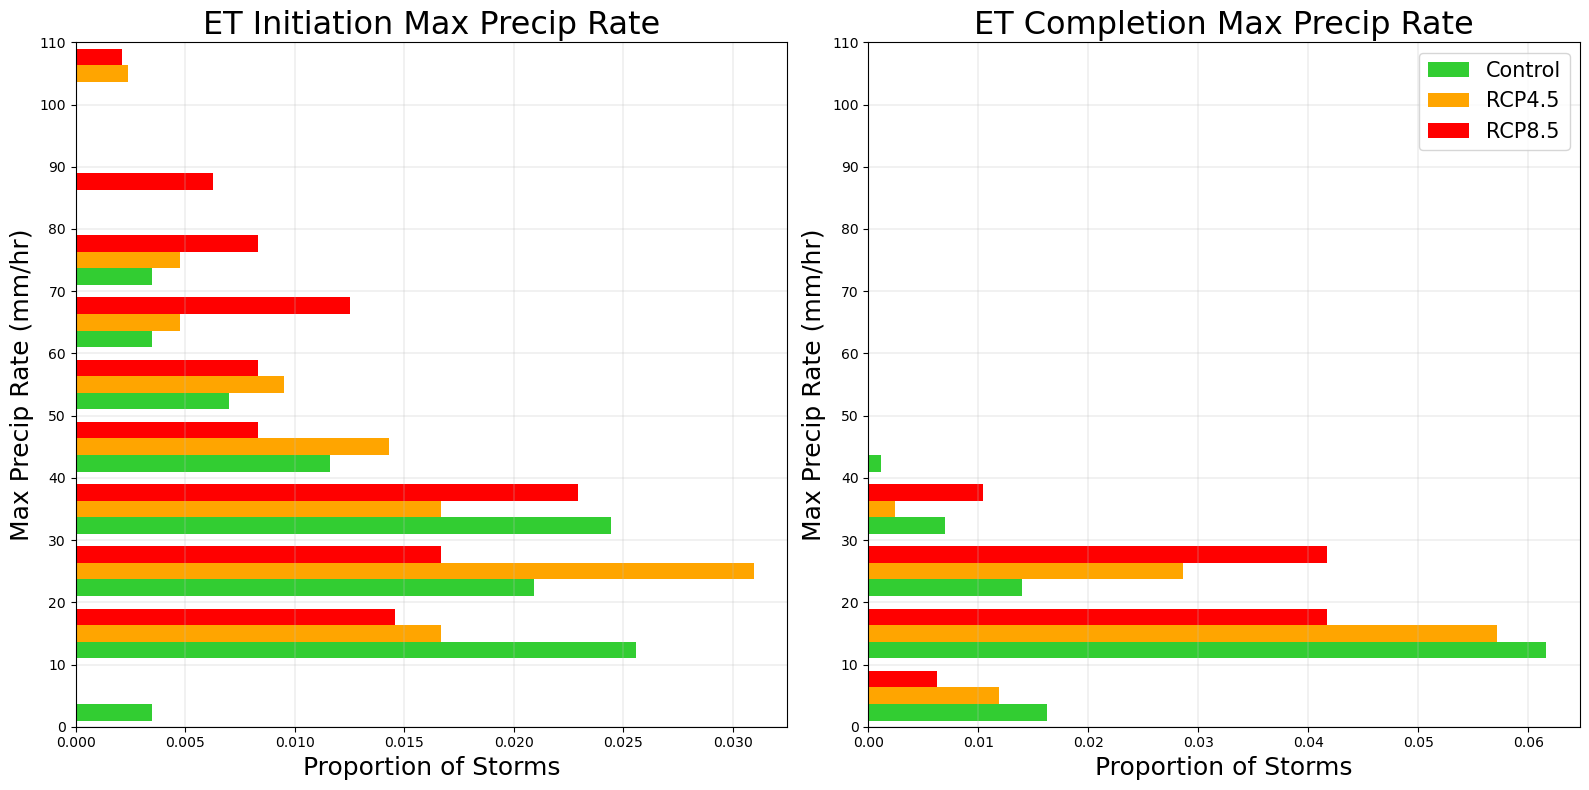 ET Initiation Max Precip Rate
110
100
90
80
70
60
50
40
30
20
10
0
Max Precip Rate (mm/hr)
0.000 0.005 0.010 0.015 0.020 0.025 0.030
Proportion of Storms
ET Completion Max Precip Rate
Control
RCP4.5
RCP8.5
110
100
90
80
70
60
50
40
30
20
10
0
Max Precip Rate (mm/hr)
0.00 0.01 0.02 0.03 0.04 0.05 0.06
Proportion of Storms